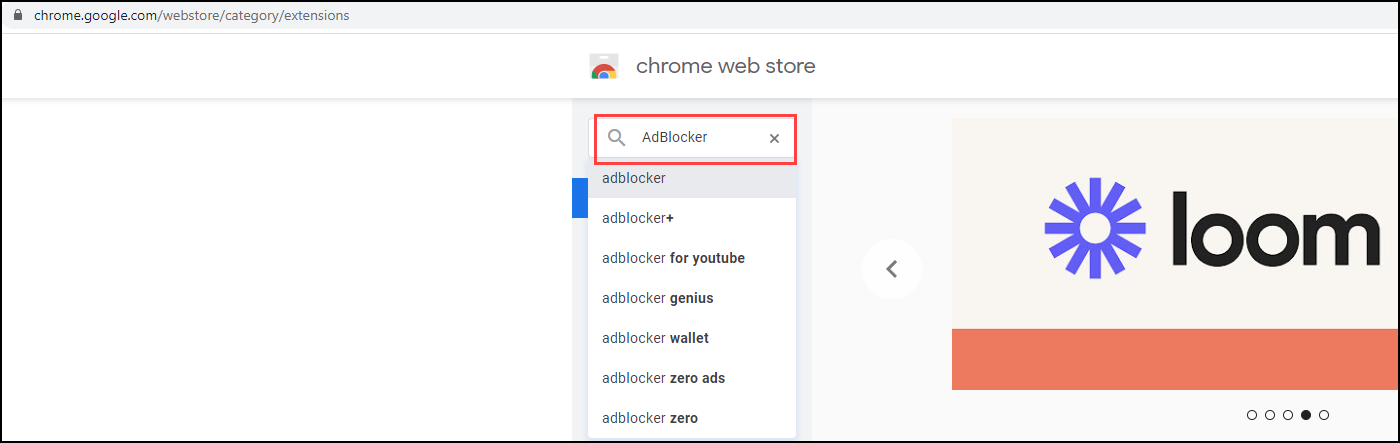 chrome.google.com/webstore/category/extensions
chrome web store
AdBlocker
adblocker
adblocker+
adblocker for youtube
adblocker genius
adblocker wallet
adblocker zero ads
adblocker zero
loom